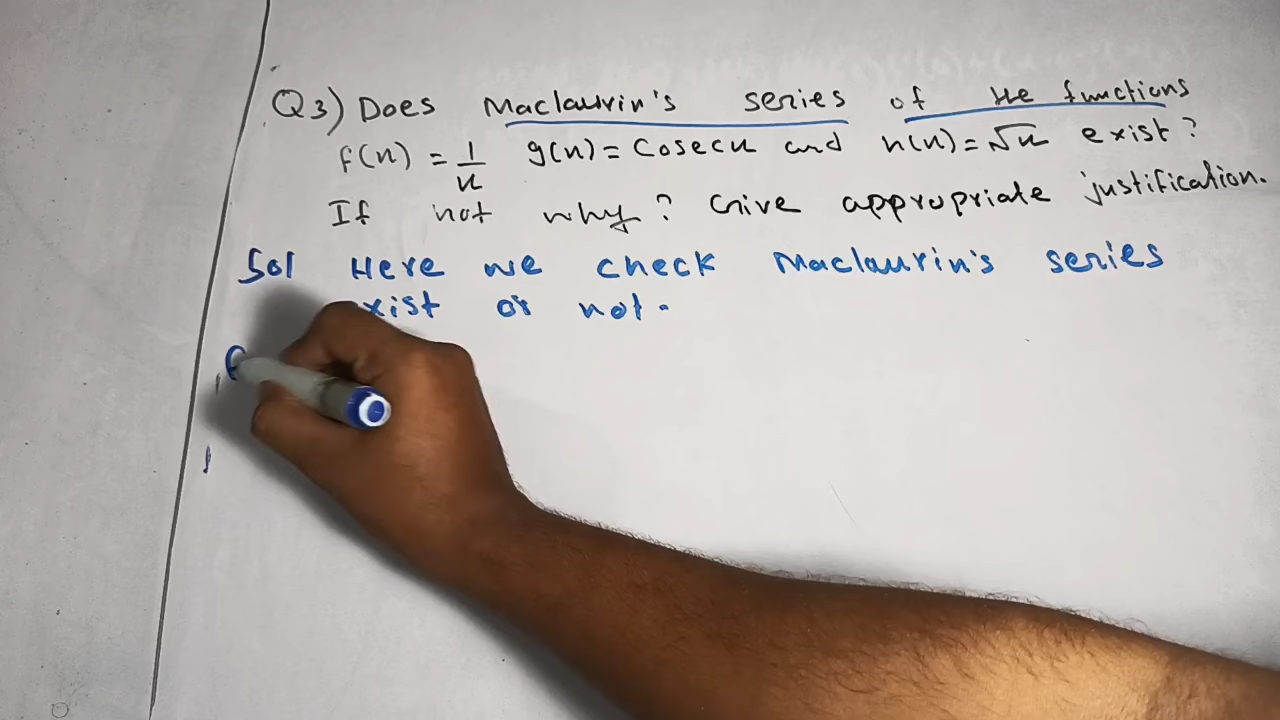 Q3) Does Maclaurin's series of the functions
f(x) = 1/x g(x) = cosecx and h(x) = √x exist?
If not why? Give appropriate justification.
Sol Here we check Maclaurin's series
exist or not.